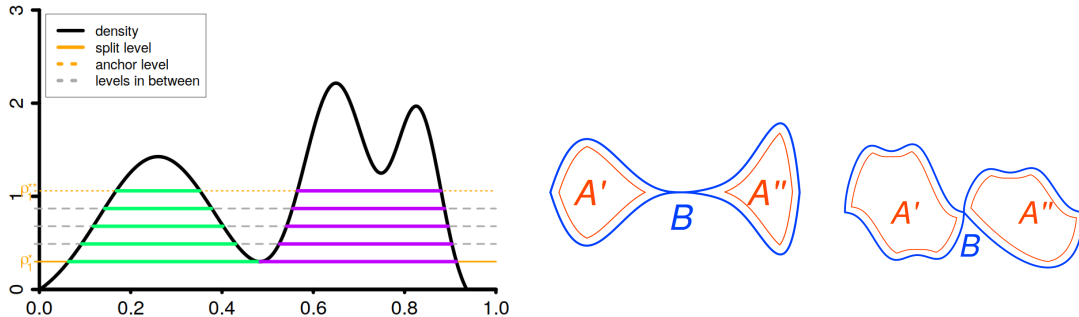 3
density
split level
anchor level
levels in between
2
1
0
0.0 0.2 0.4 0.6 0.8 1.0
A' B A''
A' B A''